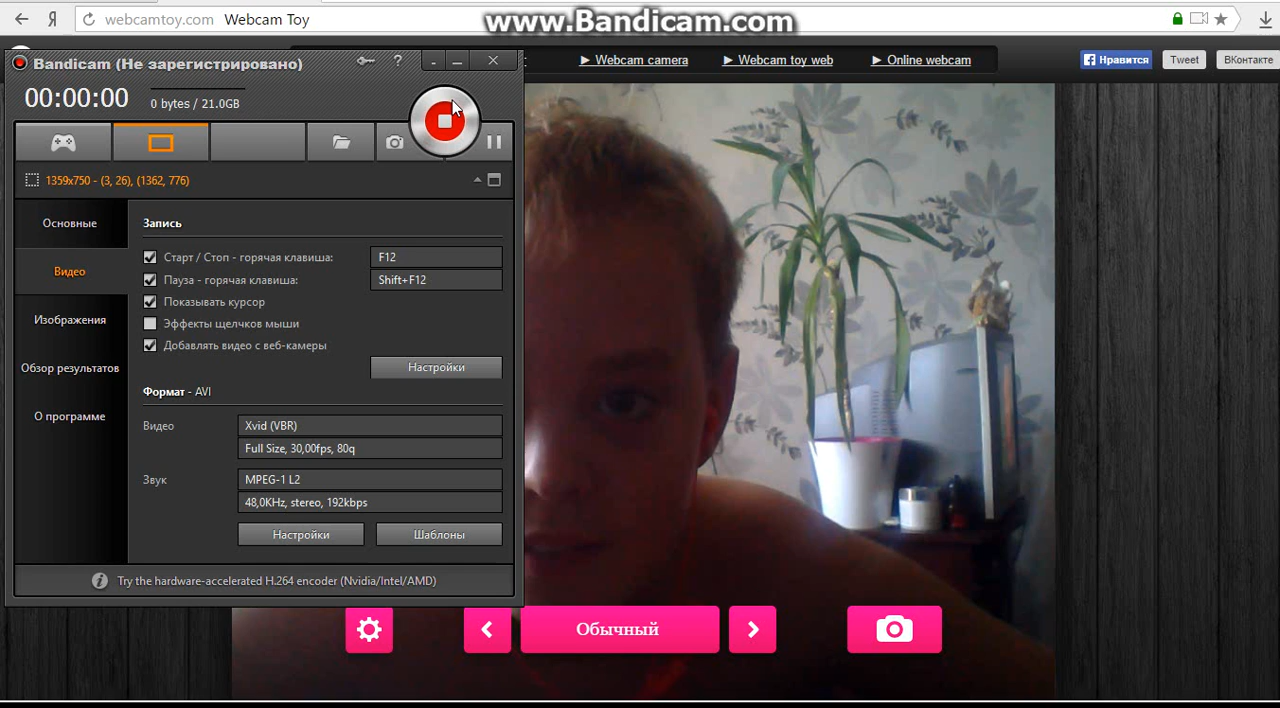 webcamtoy.com Webcam Toy
www.Bandicam.com
► Webcam camera ► Webcam toy web ► Online webcam
Нравится Tweet ВКонтакте
Bandicam (Не зарегистрировано) ?
00:00:00 0 bytes / 21.0GB
1359x750 - (3, 26), (1362, 776)
Основные
Видео
Изображения
Обзор результатов
О программе
Запись
Старт / Стоп - горячая клавиша: F12
Пауза - горячая клавиша: Shift+F12
Показывать курсор
Эффекты щелчков мыши
Добавлять видео с веб-камеры
Настройки
Формат - AVI
Видео Xvid (VBR)
Full Size, 30,00fps, 80q
Звук MPEG-1 L2
48,0KHz, stereo, 192kbps
Настройки Шаблоны
Try the hardware-accelerated H.264 encoder (Nvidia/Intel/AMD)
Обычный